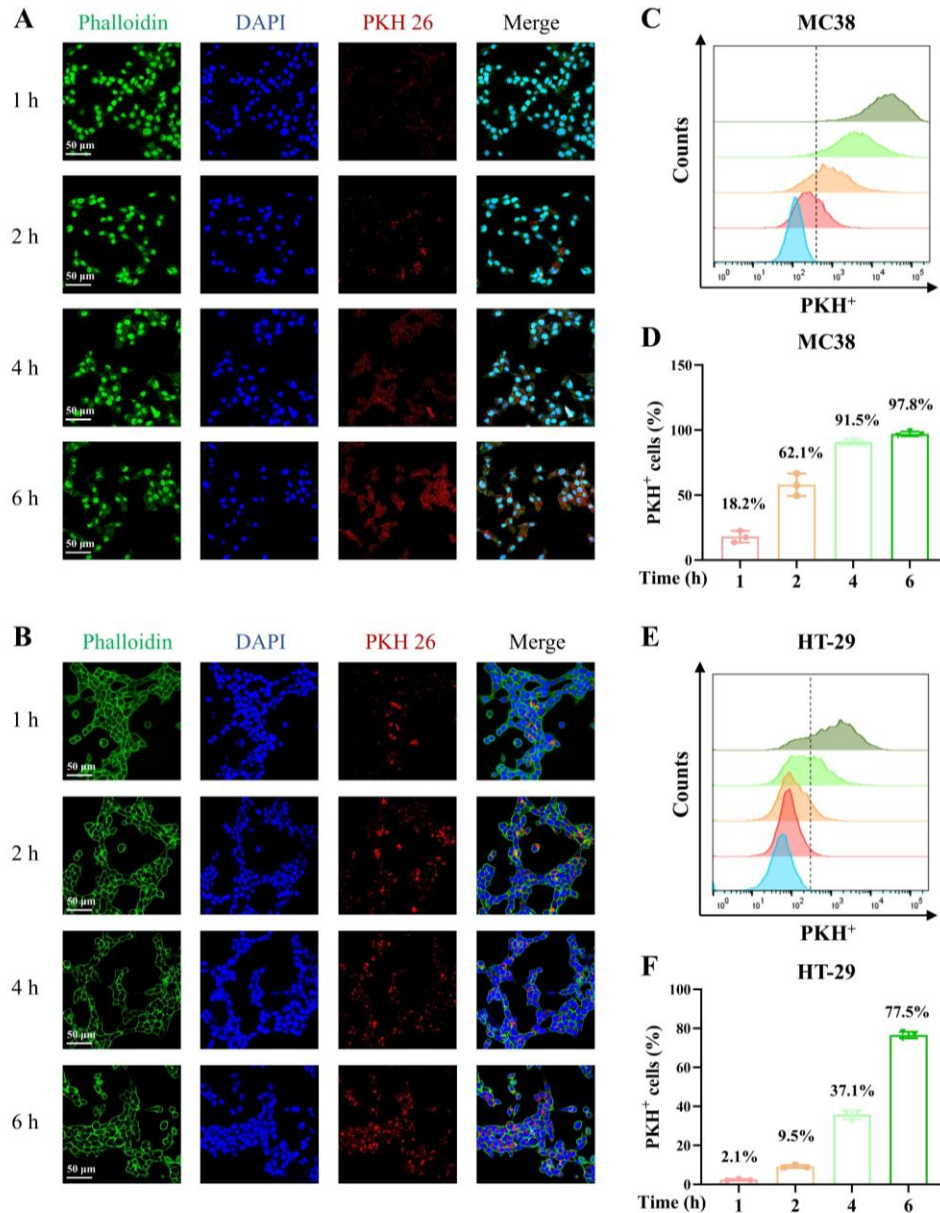 A
Phalloidin DAPI PKH 26 Merge
1 h
50 µm
2 h
50 µm
4 h
50 µm
6 h
50 µm
B
Phalloidin DAPI PKH 26 Merge
1 h
50 µm
2 h
50 µm
4 h
50 µm
6 h
50 µm
C
MC38
Counts
10⁰ 10¹ 10² 10³ 10⁴ 10⁵
PKH⁺
D
MC38
PKH⁺ cells (%)
150
100
50
0
18.2% 62.1% 91.5% 97.8%
Time (h) 1 2 4 6
E
HT-29
Counts
10⁰ 10¹ 10² 10³ 10⁴ 10⁵
PKH⁺
F
HT-29
PKH⁺ cells (%)
100
80
60
40
20
0
2.1% 9.5% 37.1% 77.5%
Time (h) 1 2 4 6